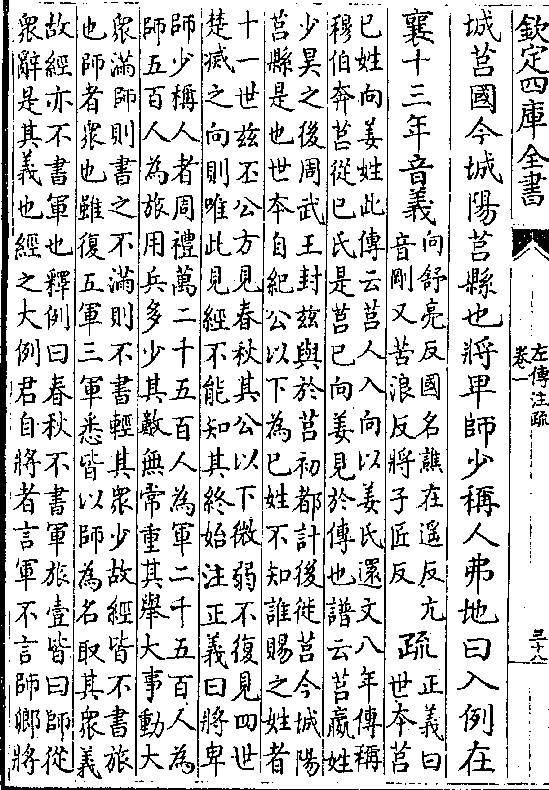 欽定四庫全書
左傳注疏
卷一
三十八
城莒國今城陽莒縣也將卑師少稱人弗地曰入例在
襄十三年音義
向舒亮反國名譙在遥反亢
音剛又苦浪反將子匠反
疏
正義曰
世本莒
已姓向姜姓此傳云莒人入向以姜氏還文八年傳稱
穆伯奔莒從已氏是莒已向姜見於傳也譜云莒嬴姓
少昊之後周武王封兹與於莒初都計後徙莒今城陽
莒縣是也世本自紀公以下為已姓不知誰賜之姓者
十一世兹丕公方見春秋共公以下微弱不復見四世
楚滅之向則唯此見經不能知其終始注正義曰將卑
師少稱人者周禮萬二千五百人為軍二千五百人為
師五百人為旅用兵多少其數無常重其舉大事動大
衆滿師則書之不滿則不書輕其衆少故經皆不書旅
也師者衆也雖復五軍三軍悉皆以師為名取其衆義
故經亦不書軍也釋例曰春秋不書軍旅壹皆曰師從
衆辭是其義也經之大例君自將者言軍不言師卿將